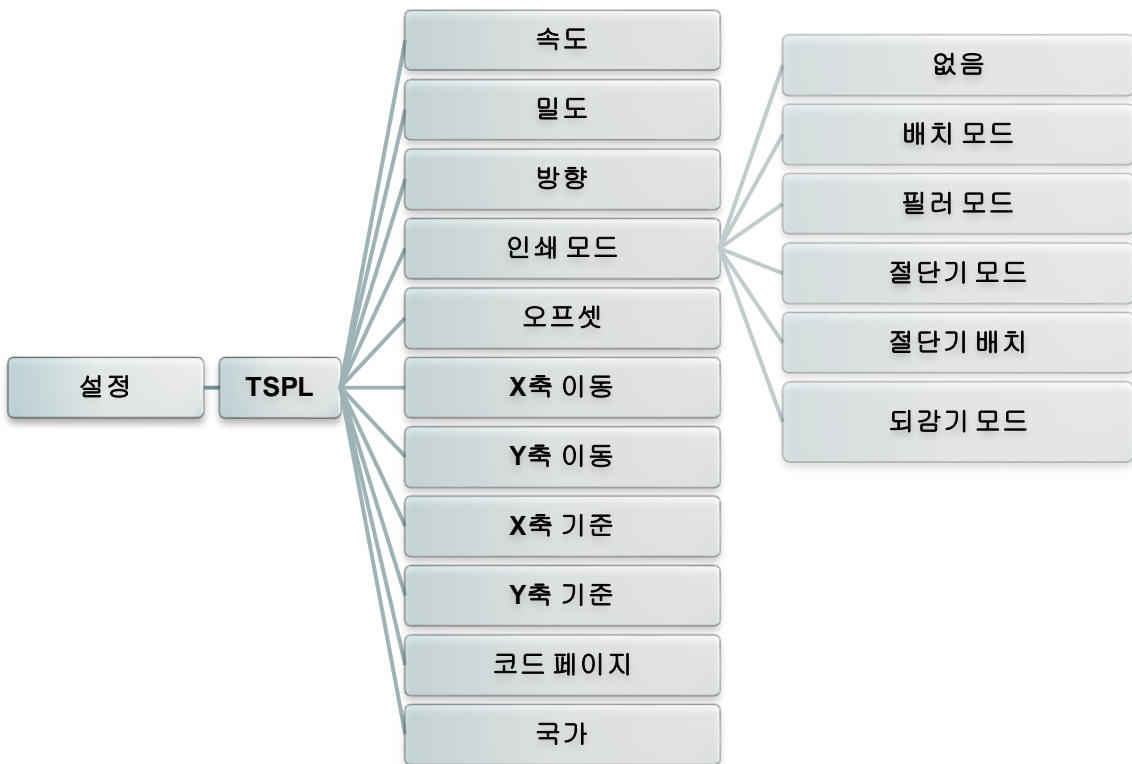 설정
TSPL
속도
밀도
방향
인쇄 모드
오프셋
X축 이동
Y축 이동
X축 기준
Y축 기준
코드 페이지
국가
없음
배치 모드
필러 모드
절단기 모드
절단기 배치
되감기 모드